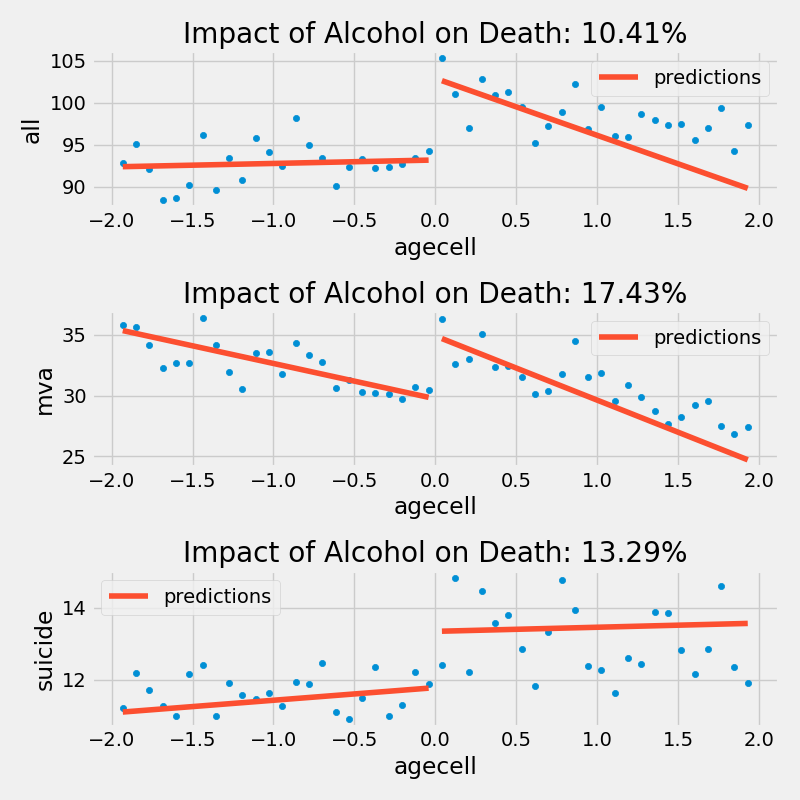 Impact of Alcohol on Death: 10.41%
predictions
105
100
95
90
all
−2.0 −1.5 −1.0 −0.5 0.0 0.5 1.0 1.5 2.0
agecell
Impact of Alcohol on Death: 17.43%
predictions
35
30
25
mva
−2.0 −1.5 −1.0 −0.5 0.0 0.5 1.0 1.5 2.0
agecell
Impact of Alcohol on Death: 13.29%
predictions
14
12
suicide
−2.0 −1.5 −1.0 −0.5 0.0 0.5 1.0 1.5 2.0
agecell